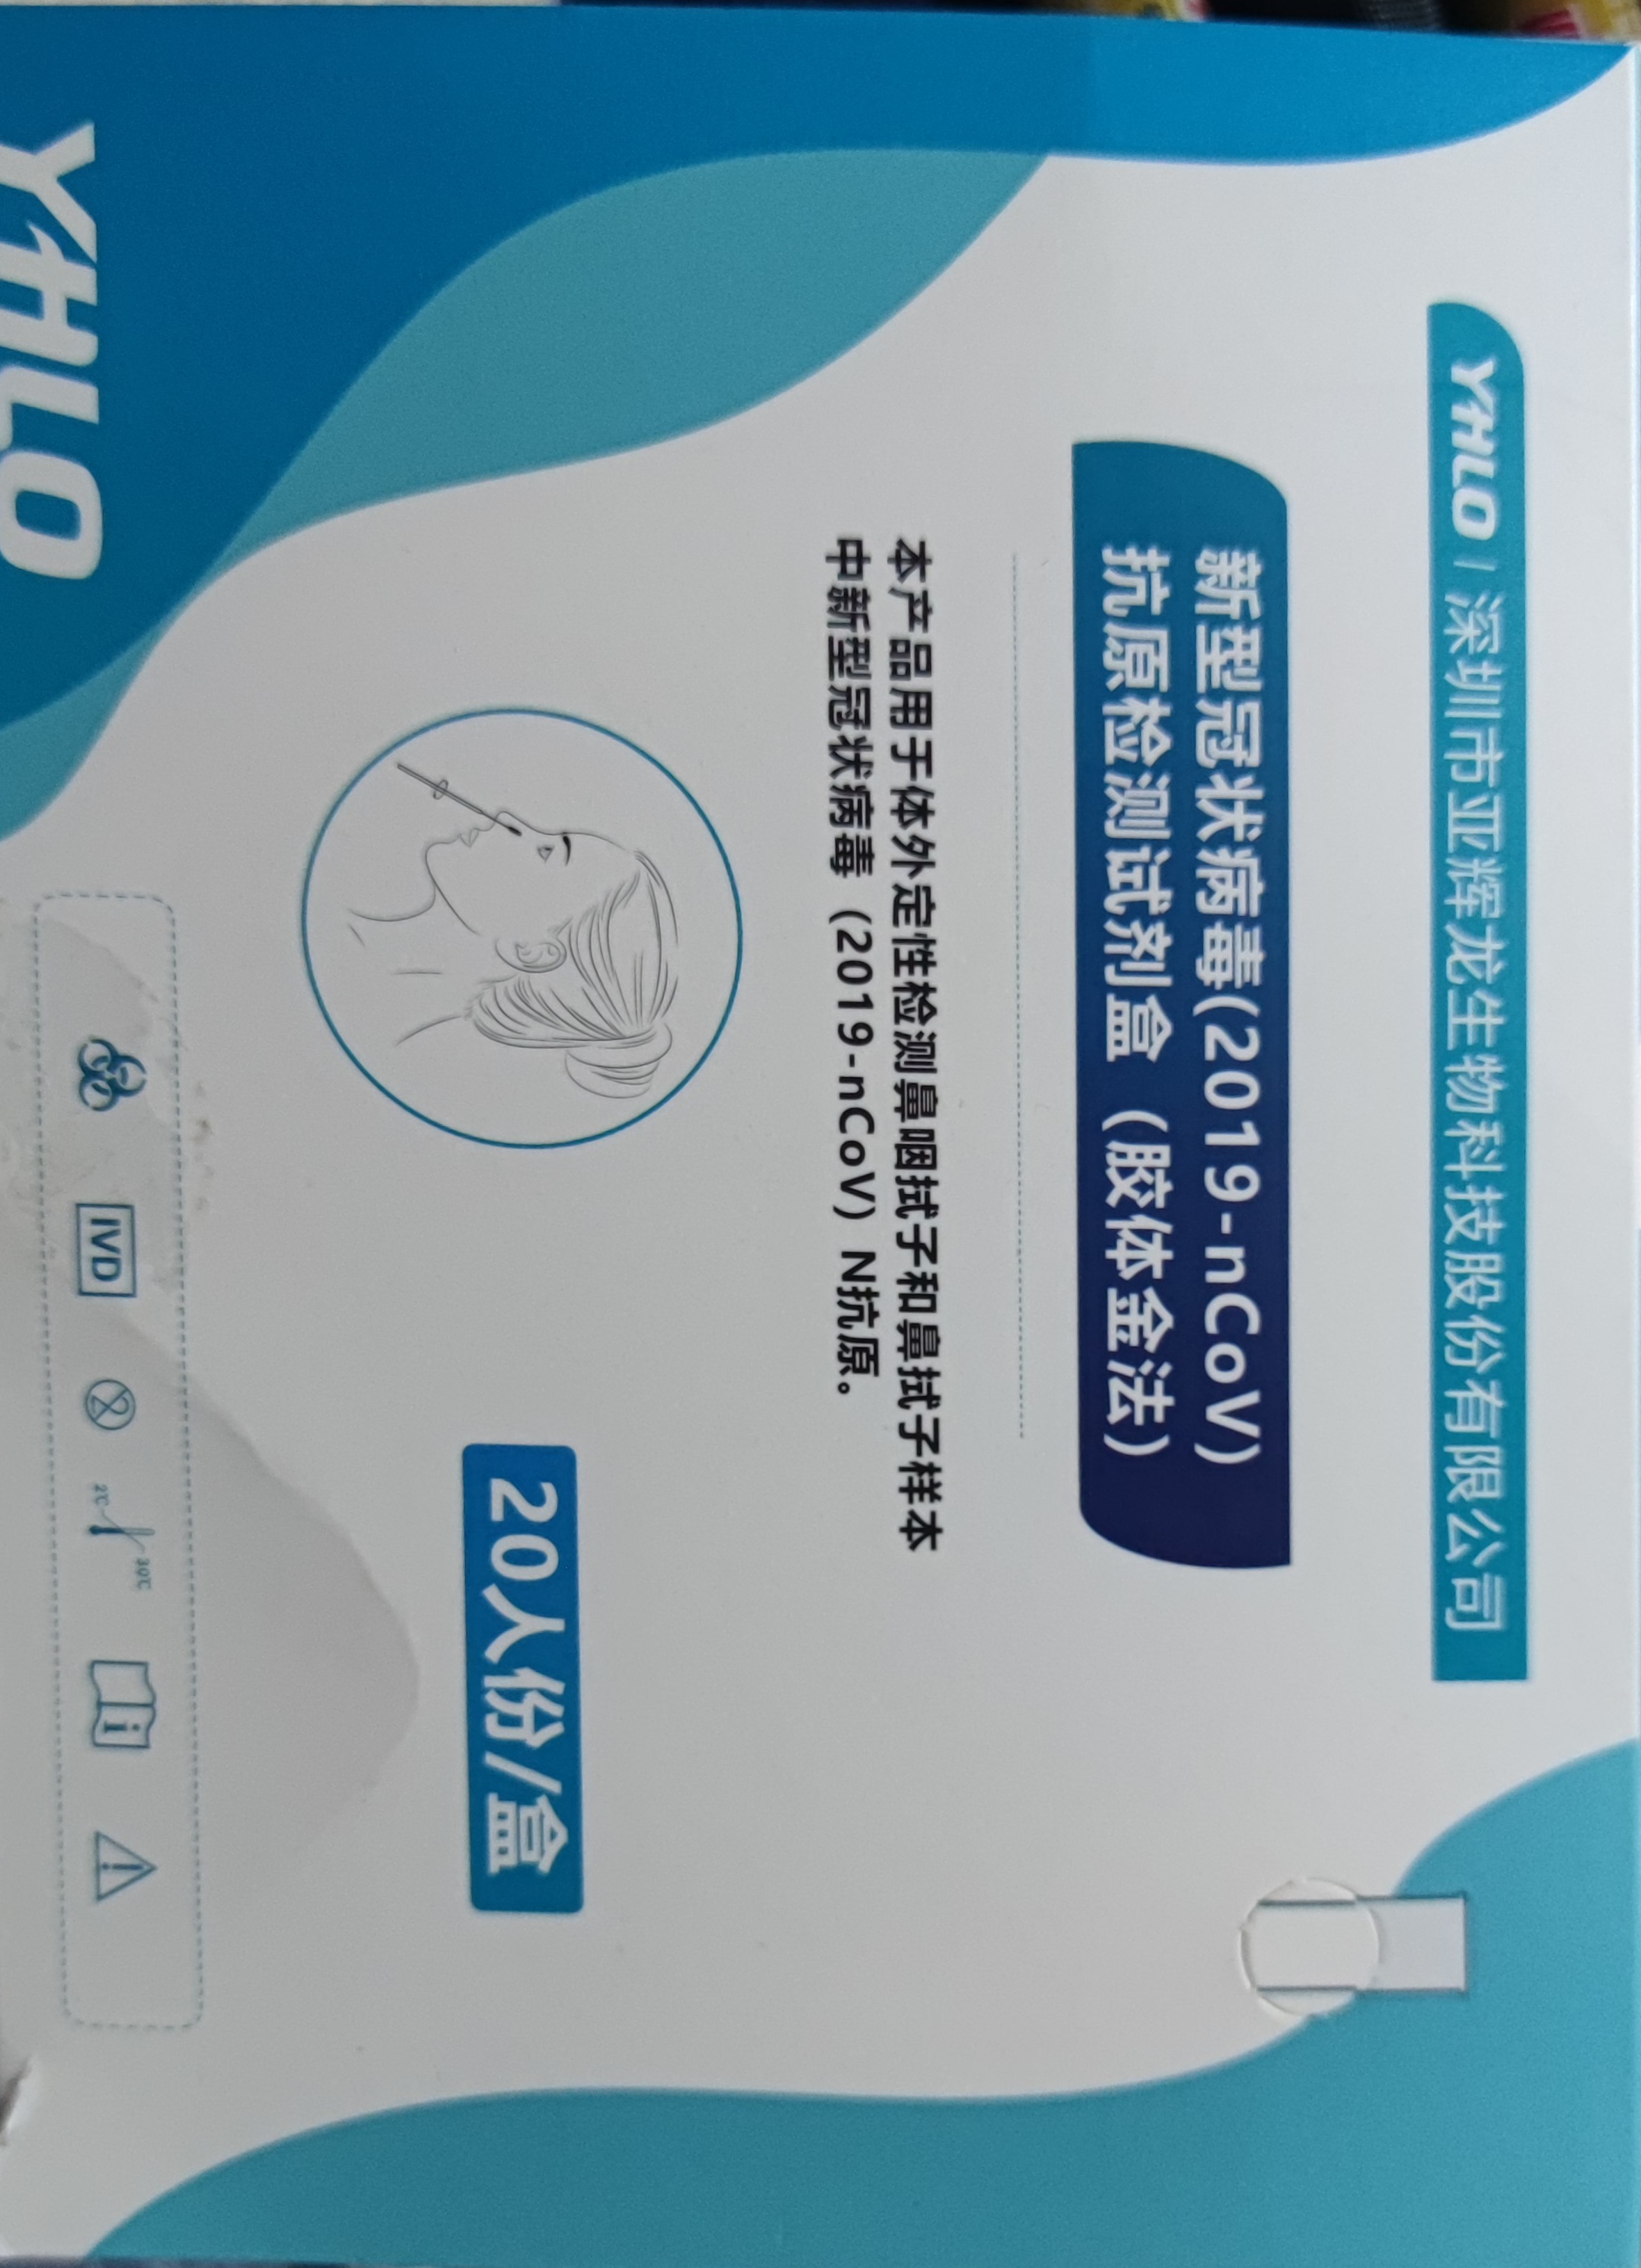 YHLO | 深圳市亚辉龙生物科技股份有限公司
新型冠状病毒(2019-nCoV)
抗原检测试剂盒（胶体金法）
本产品用于体外定性检测鼻咽拭子和鼻拭子样本
中新型冠状病毒（2019-nCoV）N抗原。
20人份/盒
IVD
2
2℃
30℃
i
!
YHLO